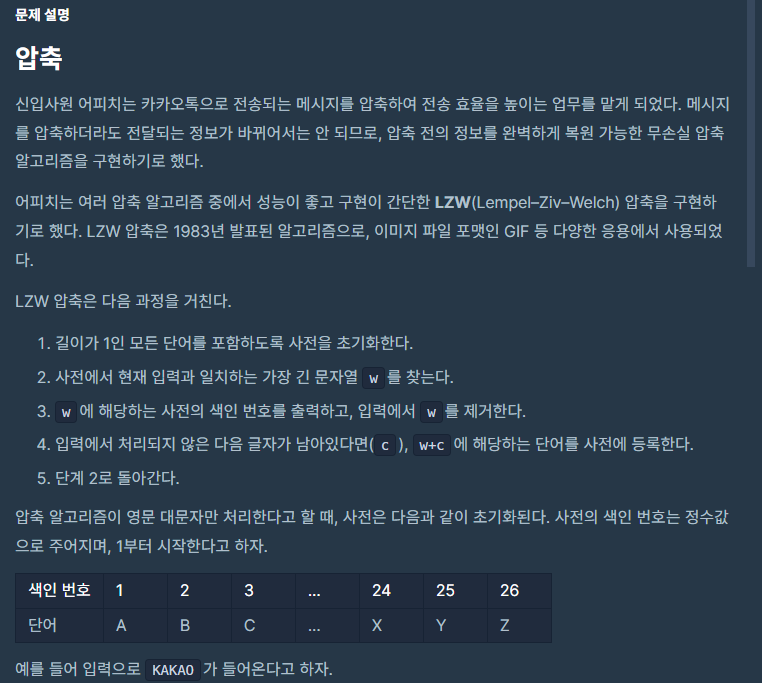 문제 설명
압축
신입사원 어피치는 카카오톡으로 전송되는 메시지를 압축하여 전송 효율을 높이는 업무를 맡게 되었다. 메시지
를 압축하더라도 전달되는 정보가 바뀌어서는 안 되므로, 압축 전의 정보를 완벽하게 복원 가능한 무손실 압축
알고리즘을 구현하기로 했다.
어피치는 여러 압축 알고리즘 중에서 성능이 좋고 구현이 간단한 LZW(Lempel–Ziv–Welch) 압축을 구현하
기로 했다. LZW 압축은 1983년 발표된 알고리즘으로, 이미지 파일 포맷인 GIF 등 다양한 응용에서 사용되었
다.
LZW 압축은 다음 과정을 거친다.
1. 길이가 1인 모든 단어를 포함하도록 사전을 초기화한다.
2. 사전에서 현재 입력과 일치하는 가장 긴 문자열 w 를 찾는다.
3. w 에 해당하는 사전의 색인 번호를 출력하고, 입력에서 w 를 제거한다.
4. 입력에서 처리되지 않은 다음 글자가 남아있다면( c ), w+c 에 해당하는 단어를 사전에 등록한다.
5. 단계 2로 돌아간다.
압축 알고리즘이 영문 대문자만 처리한다고 할 때, 사전은 다음과 같이 초기화된다. 사전의 색인 번호는 정수값
으로 주어지며, 1부터 시작한다고 하자.
색인 번호 1 2 3 ... 24 25 26
단어 A B C ... X Y Z
예를 들어 입력으로 KAKAO 가 들어온다고 하자.